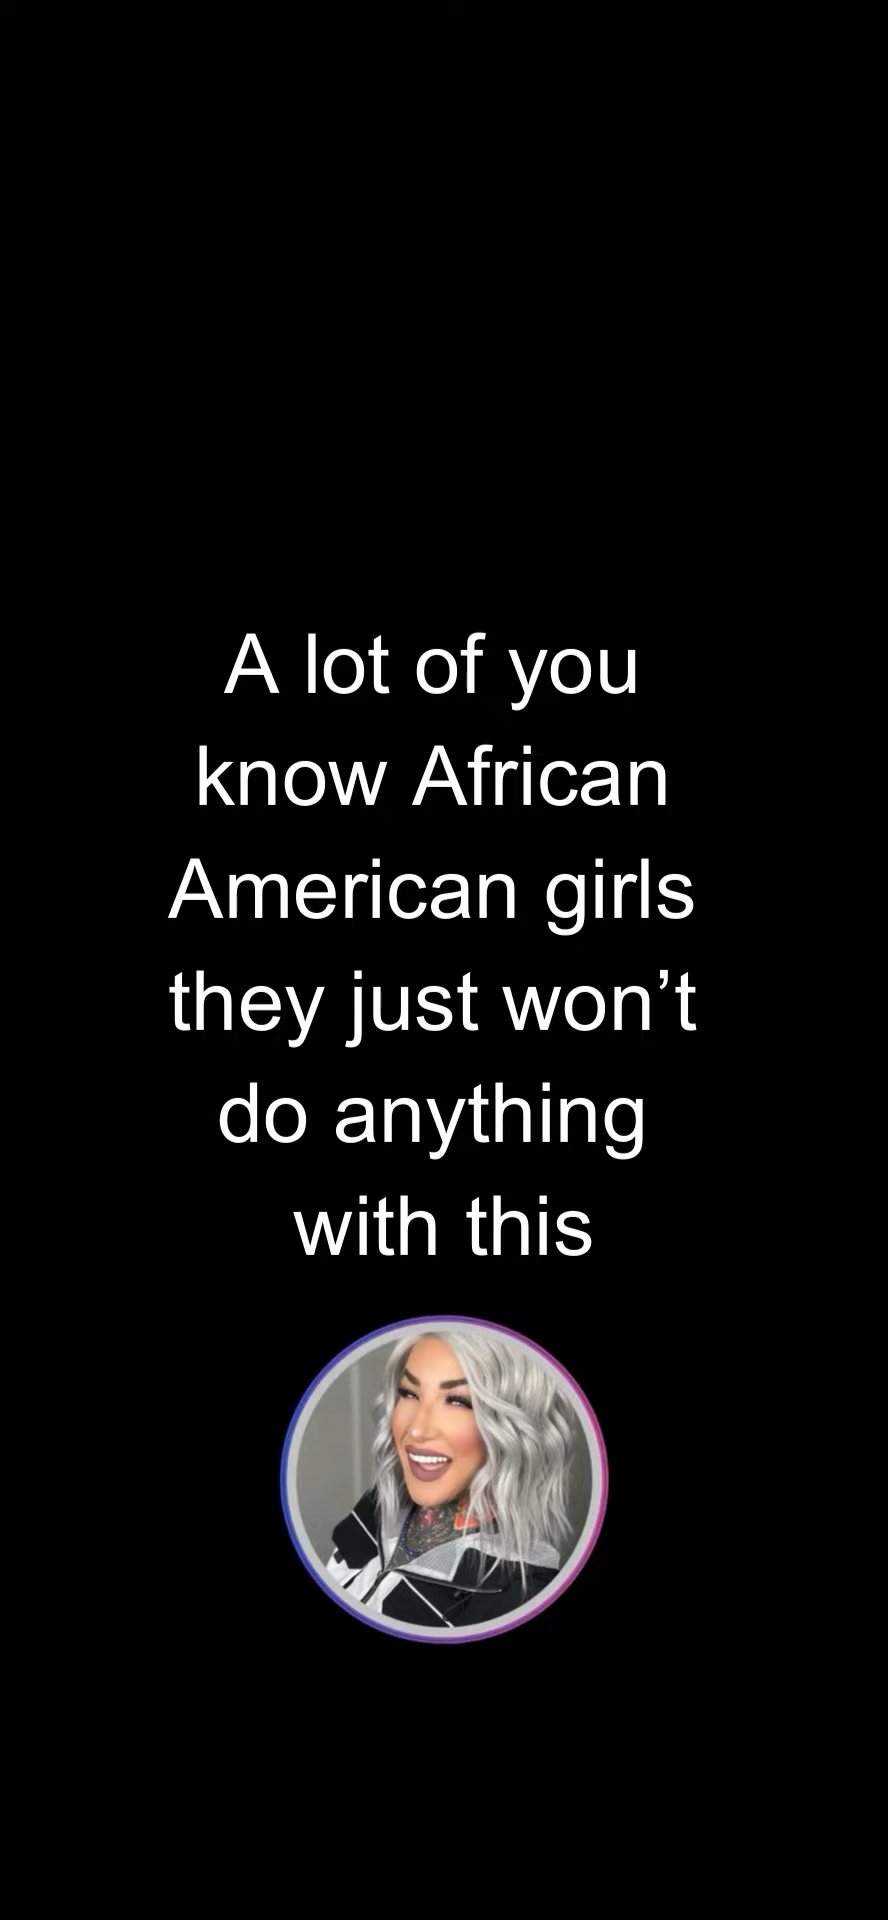 A lot of you
know African
American girls
they just won’t
do anything
with this